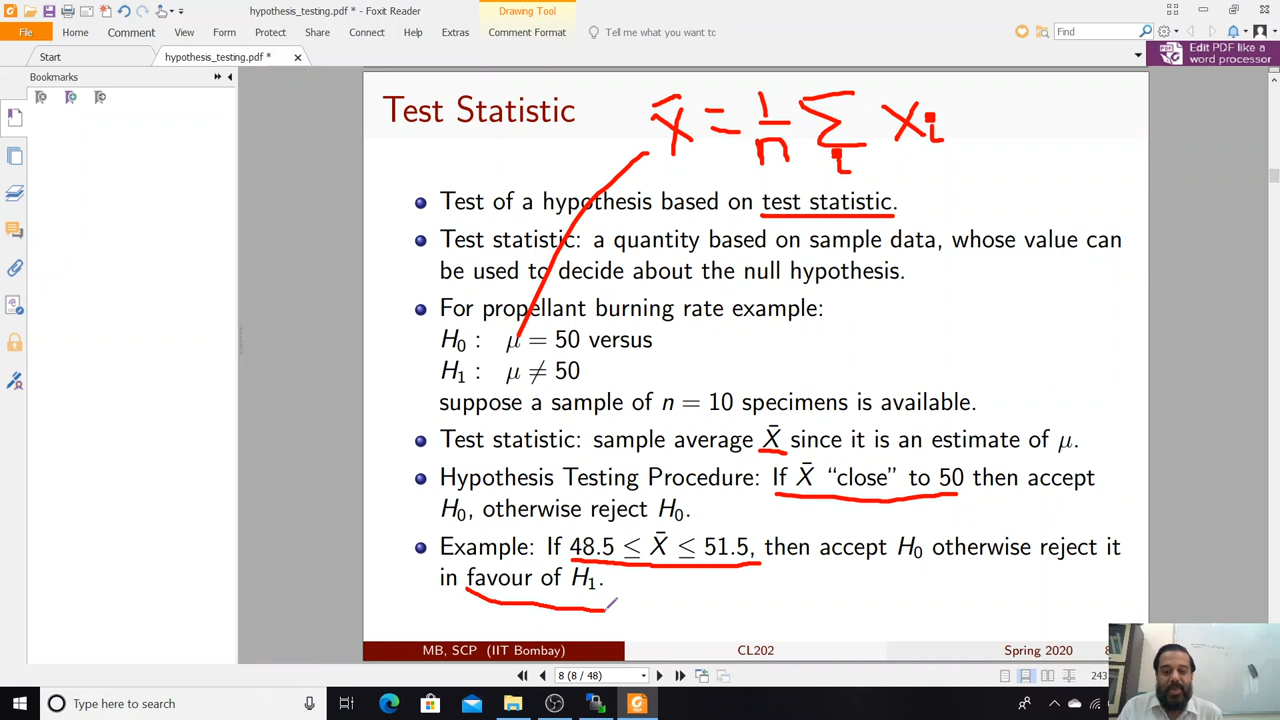 hypothesis_testing.pdf * - Foxit Reader
Drawing Tool
File
Home
Comment
View
Form
Protect
Share
Connect
Help
Extras
Comment Format
Tell me what you want tc
Find
Start
hypothesis_testing.pdf *
Edit PDF like a
word processor
Bookmarks
Test Statistic
X̄ = 1/n Σ_i X_i
Test of a hypothesis based on test statistic.
Test statistic: a quantity based on sample data, whose value can
be used to decide about the null hypothesis.
For propellant burning rate example:
H₀ : μ = 50 versus
H₁ : μ ≠ 50
suppose a sample of n = 10 specimens is available.
Test statistic: sample average X̄ since it is an estimate of μ.
Hypothesis Testing Procedure: If X̄ “close” to 50 then accept
H₀, otherwise reject H₀.
Example: If 48.5 ≤ X̄ ≤ 51.5, then accept H₀ otherwise reject it
in favour of H₁.
MB, SCP (IIT Bombay)
CL202
Spring 2020
8
8 (8 / 48)
243
Type here to search